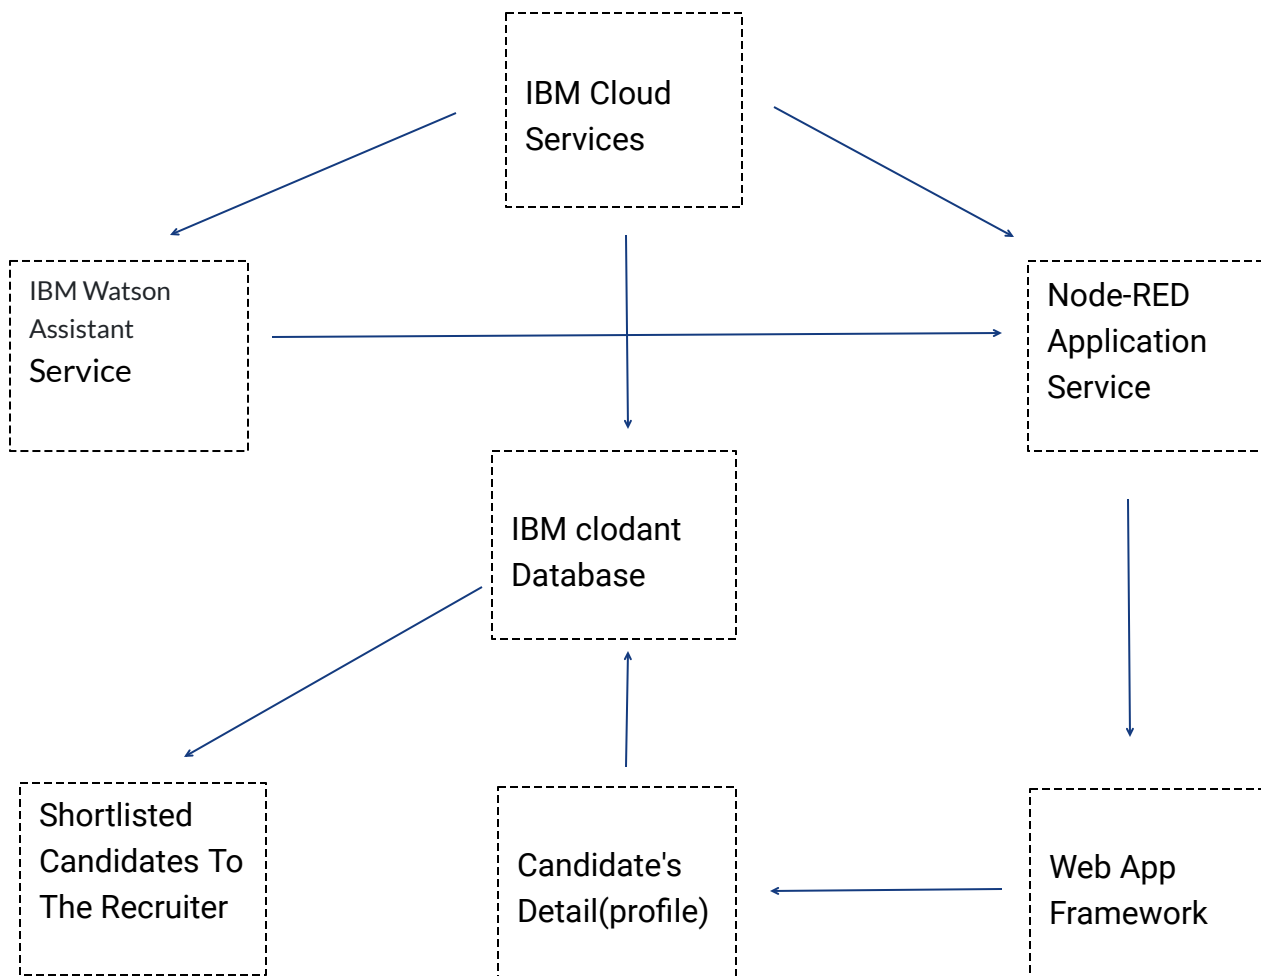 IBM Cloud
Services
IBM Watson
Assistant
Service
Node-RED
Application
Service
IBM clodant
Database
Shortlisted
Candidates To
The Recruiter
Candidate's
Detail(profile)
Web App
Framework